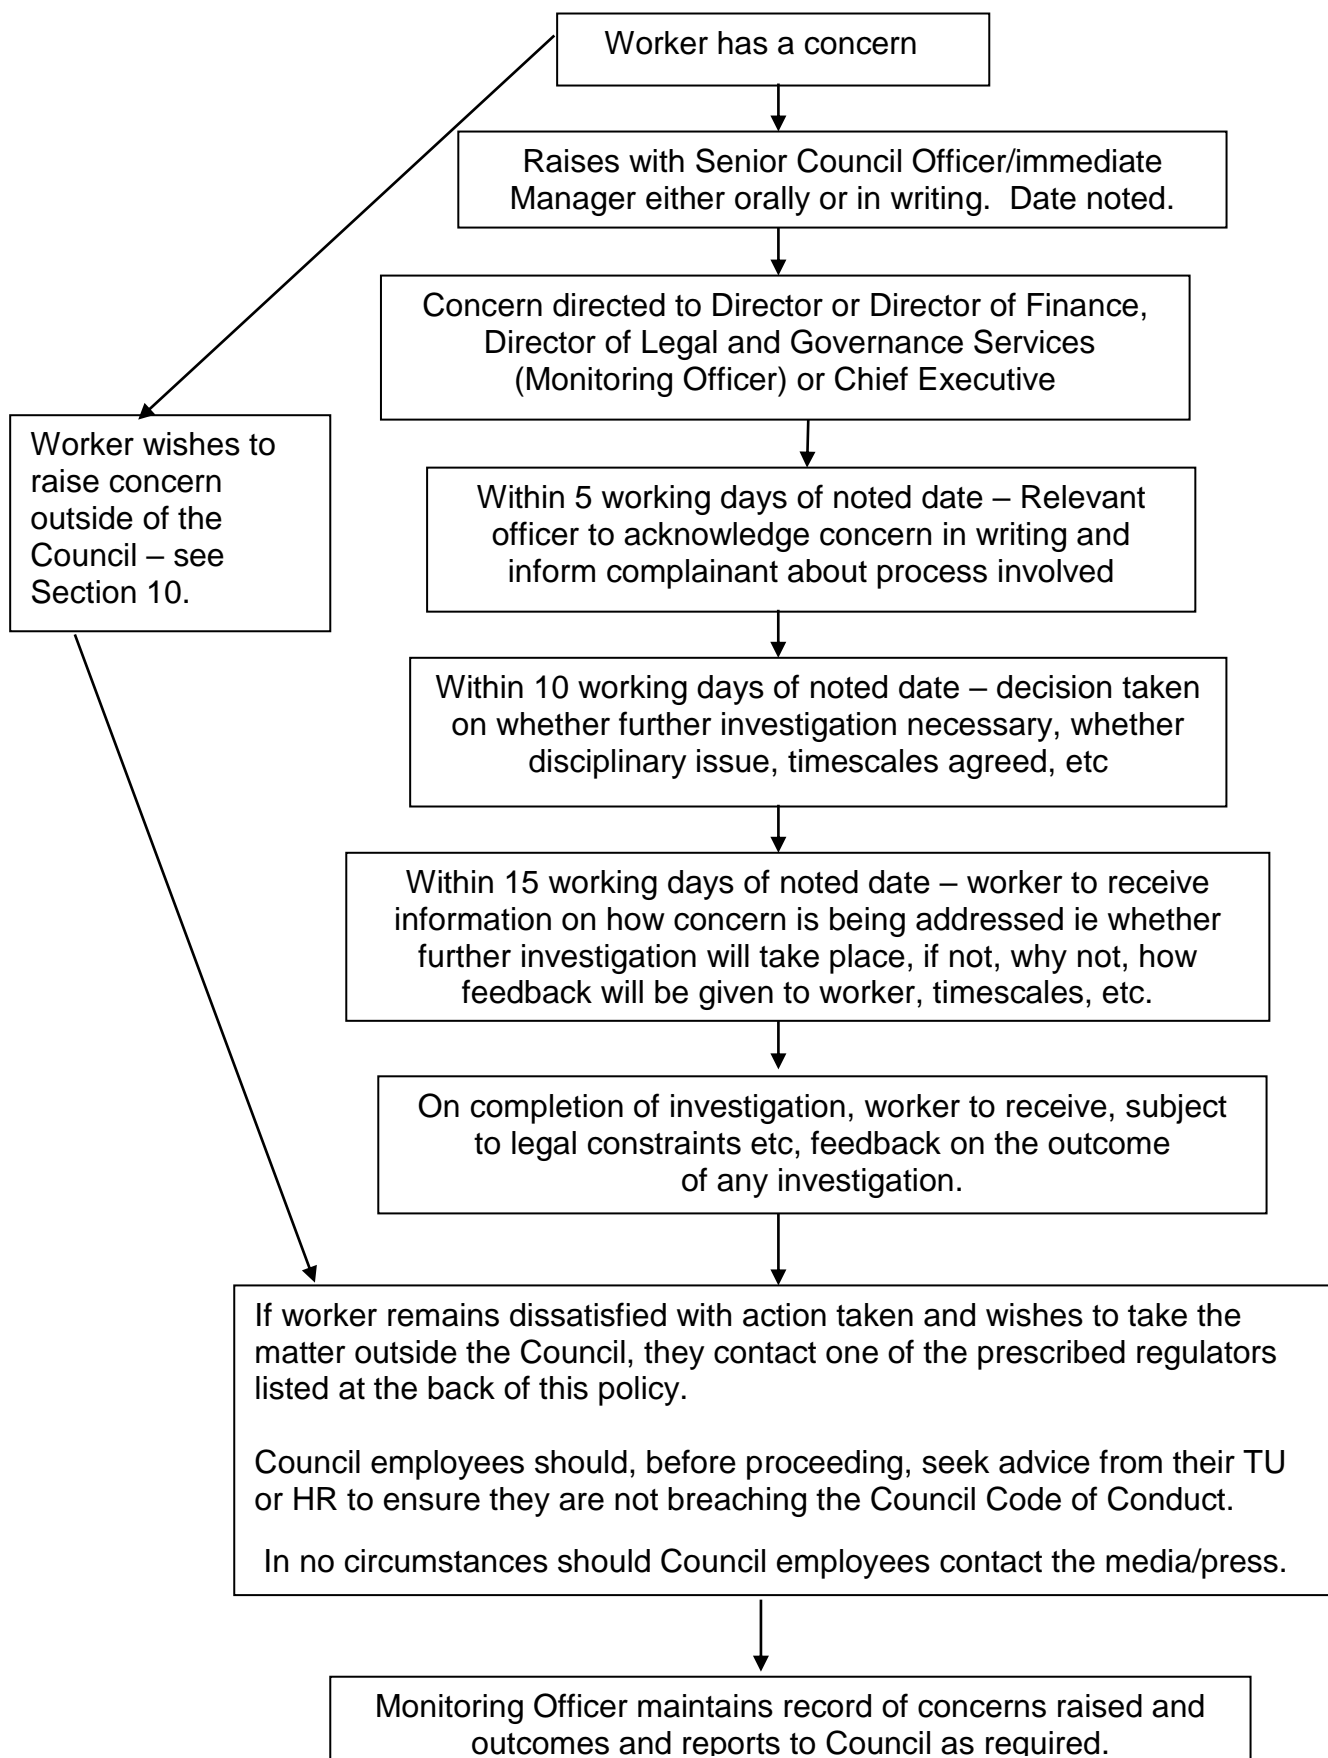 Worker has a concern
Raises with Senior Council Officer/immediate
Manager either orally or in writing.  Date noted.
Concern directed to Director or Director of Finance,
Director of Legal and Governance Services
(Monitoring Officer) or Chief Executive
Worker wishes to
raise concern
outside of the
Council – see
Section 10.
Within 5 working days of noted date – Relevant
officer to acknowledge concern in writing and
inform complainant about process involved
Within 10 working days of noted date – decision taken
on whether further investigation necessary, whether
disciplinary issue, timescales agreed, etc
Within 15 working days of noted date – worker to receive
information on how concern is being addressed ie whether
further investigation will take place, if not, why not, how
feedback will be given to worker, timescales, etc.
On completion of investigation, worker to receive, subject
to legal constraints etc, feedback on the outcome
of any investigation.
If worker remains dissatisfied with action taken and wishes to take the
matter outside the Council, they contact one of the prescribed regulators
listed at the back of this policy.
Council employees should, before proceeding, seek advice from their TU
or HR to ensure they are not breaching the Council Code of Conduct.
In no circumstances should Council employees contact the media/press.
Monitoring Officer maintains record of concerns raised and
outcomes and reports to Council as required.